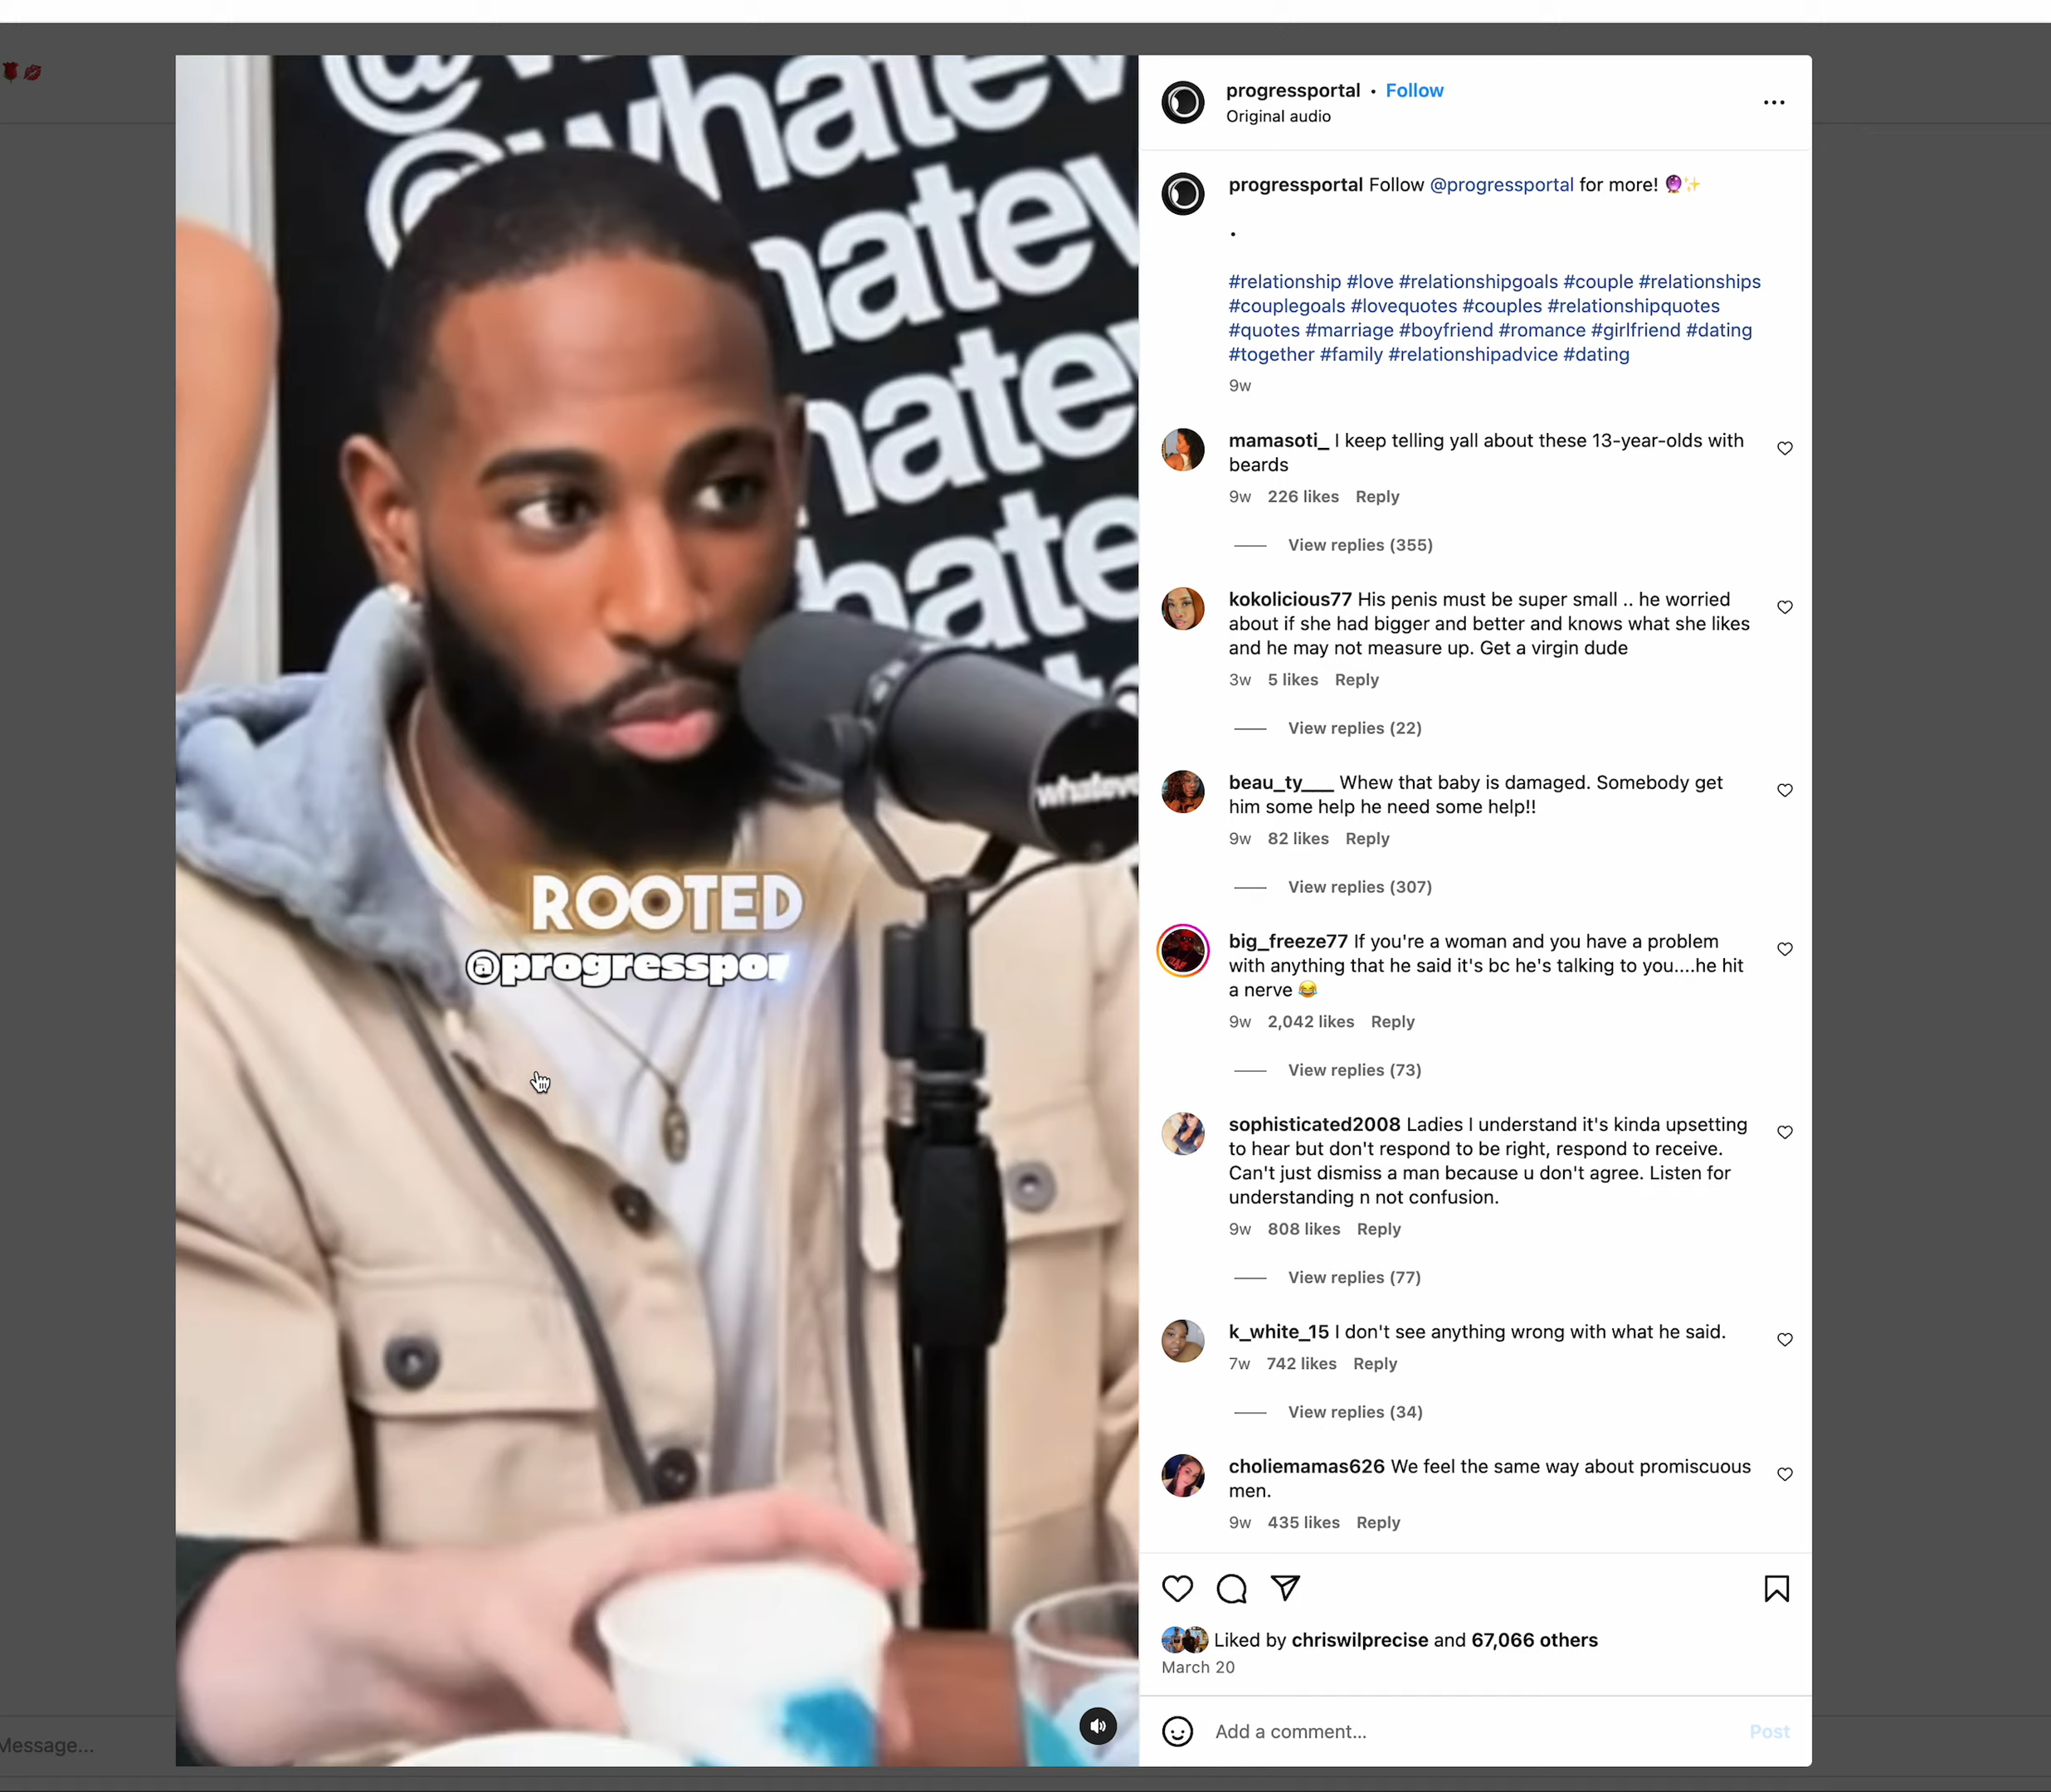 @w
@whatev
hatev
hatev
hate
whateve
ROOTED
@progresspor
progressportal • Follow
Original audio
progressportal Follow @progressportal for more! 🔮✨
.
#relationship #love #relationshipgoals #couple #relationships
#couplegoals #lovequotes #couples #relationshipquotes
#quotes #marriage #boyfriend #romance #girlfriend #dating
#together #family #relationshipadvice #dating
9w
mamasoti_ I keep telling yall about these 13-year-olds with
beards
9w 226 likes Reply
View replies (355)
kokolicious77 His penis must be super small .. he worried
about if she had bigger and better and knows what she likes
and he may not measure up. Get a virgin dude
3w 5 likes Reply
View replies (22)
beau_ty___ Whew that baby is damaged. Somebody get
him some help he need some help!!
9w 82 likes Reply
View replies (307)
big_freeze77 If you're a woman and you have a problem
with anything that he said it's bc he's talking to you....he hit
a nerve 😂
9w 2,042 likes Reply
View replies (73)
sophisticated2008 Ladies I understand it's kinda upsetting
to hear but don't respond to be right, respond to receive.
Can't just dismiss a man because u don't agree. Listen for
understanding n not confusion.
9w 808 likes Reply
View replies (77)
k_white_15 I don't see anything wrong with what he said.
7w 742 likes Reply
View replies (34)
choliemamas626 We feel the same way about promiscuous
men.
9w 435 likes Reply
Liked by chriswilprecise and 67,066 others
March 20
Add a comment... Post
Message...